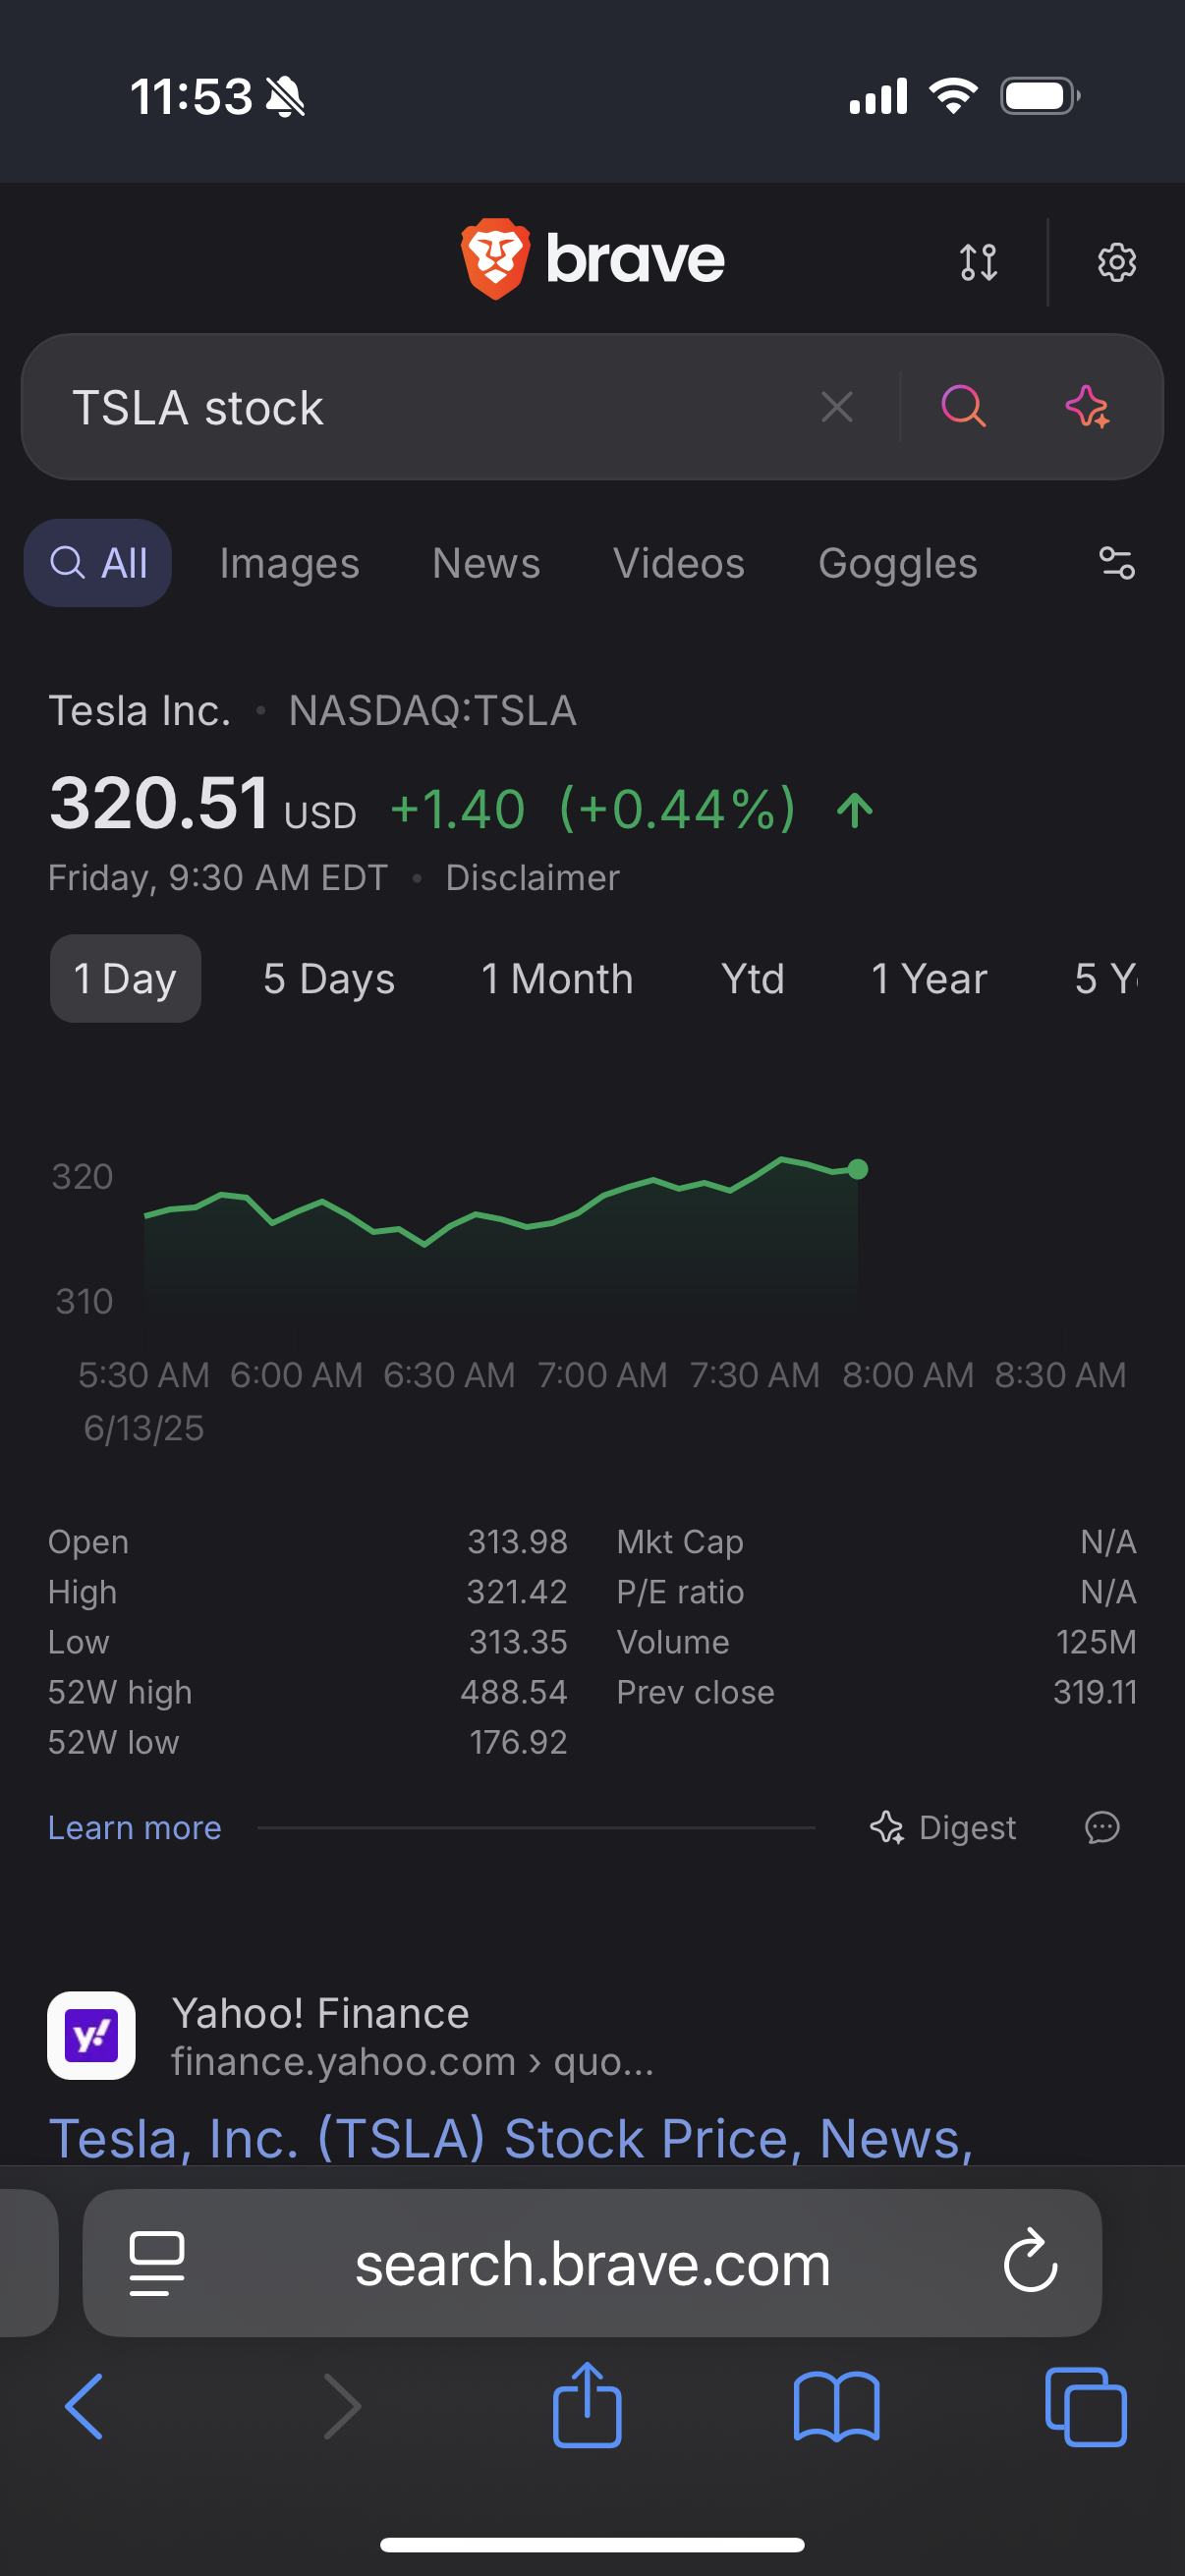 11:53
brave
TSLA stock
All Images News Videos Goggles
Tesla Inc. • NASDAQ:TSLA
320.51 USD +1.40 (+0.44%)
Friday, 9:30 AM EDT • Disclaimer
1 Day 5 Days 1 Month Ytd 1 Year 5 Y
320
310
5:30 AM 6:00 AM 6:30 AM 7:00 AM 7:30 AM 8:00 AM 8:30 AM
6/13/25
Open 313.98 Mkt Cap N/A
High 321.42 P/E ratio N/A
Low 313.35 Volume 125M
52W high 488.54 Prev close 319.11
52W low 176.92
Learn more Digest
Yahoo! Finance
finance.yahoo.com › quo...
Tesla, Inc. (TSLA) Stock Price, News,
search.brave.com